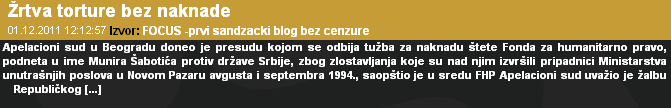 Žrtva torture bez naknade
01.12.2011 12:12:57 Izvor: FOCUS -prvi sandzacki blog bez cenzure
Apelacioni sud u Beogradu doneo je presudu kojom se odbija tužba za naknadu štete Fonda za humanitarno pravo,
podneta u ime Munira Šabotića protiv države Srbije, zbog zlostavljanja koje su nad njim izvršili pripadnici Ministarstva
unutrašnjih poslova u Novom Pazaru avgusta i septembra 1994., saopštio je u sredu FHP Apelacioni sud uvažio je žalbu
Republičkog [...]